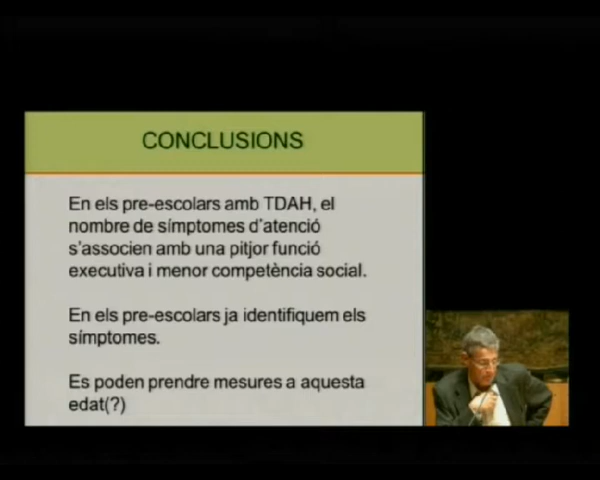 CONCLUSIONS
En els pre-escolars amb TDAH, el
nombre de símptomes d'atenció
s'associen amb una pitjor funció
executiva i menor competència social.
En els pre-escolars ja identifiquem els
símptomes.
Es poden prendre mesures a aquesta
edat(?)